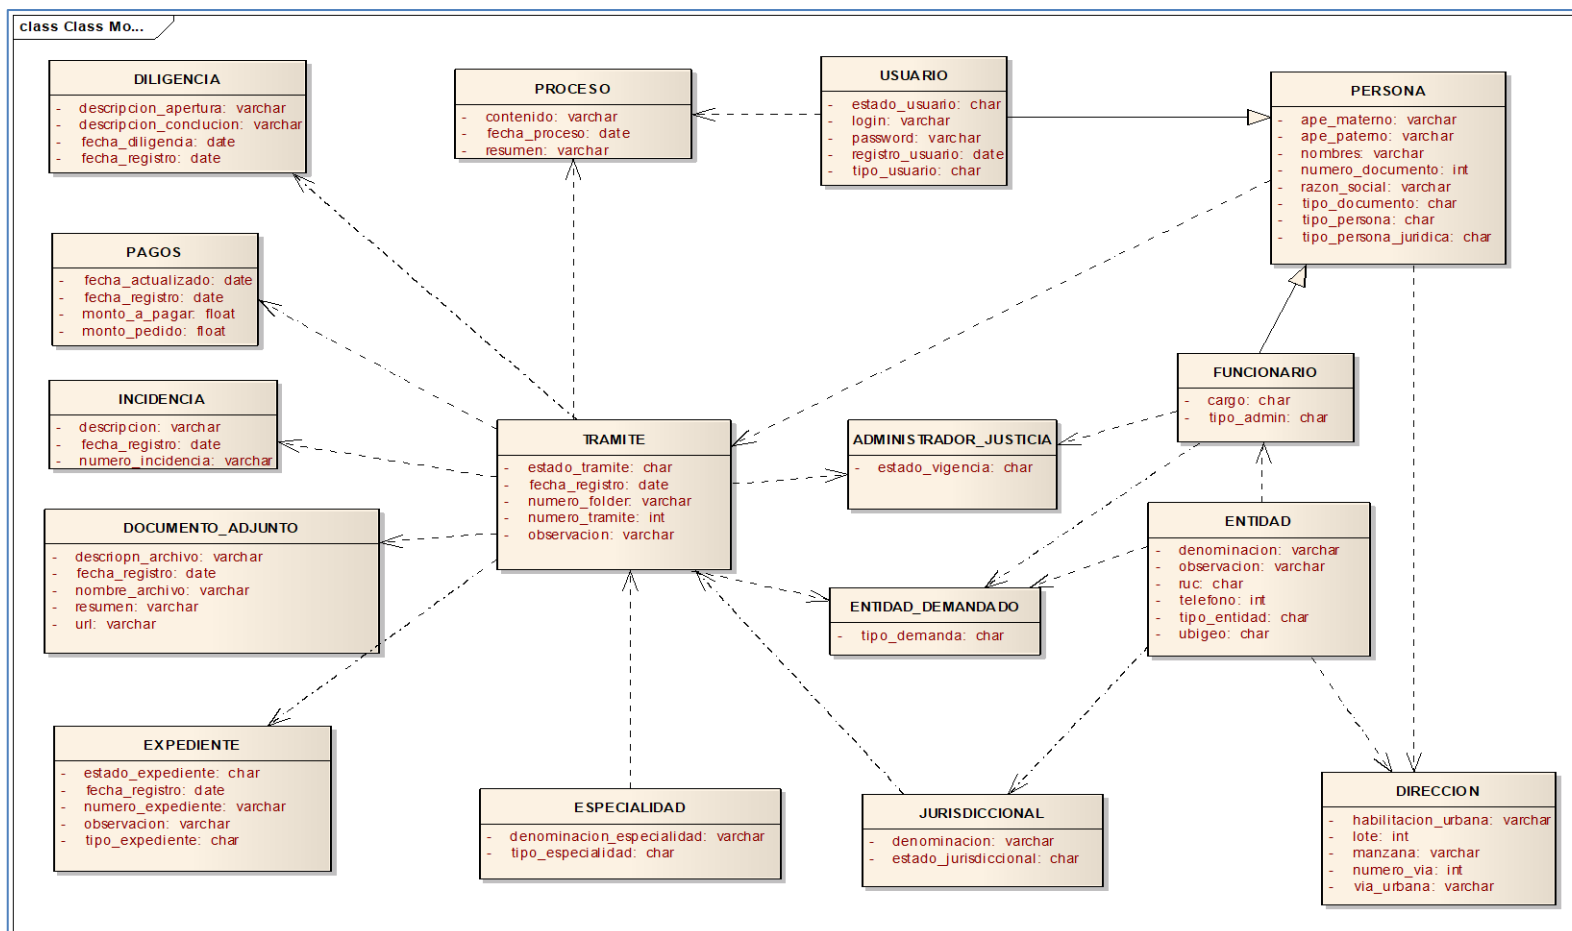 class Class Mo...
DILIGENCIA
- descripcion_apertura: varchar
- descripcion_conclucion: varchar
- fecha_diligencia: date
- fecha_registro: date
PROCESO
- contenido: varchar
- fecha_proceso: date
- resumen: varchar
USUARIO
- estado_usuario: char
- login: varchar
- password: varchar
- registro_usuario: date
- tipo_usuario: char
PERSONA
- ape_materno: varchar
- ape_paterno: varchar
- nombres: varchar
- numero_documento: int
- razon_social: varchar
- tipo_documento: char
- tipo_persona: char
- tipo_persona_juridica: char
PAGOS
- fecha_actualizado: date
- fecha_registro: date
- monto_a_pagar: float
- monto_pedido: float
INCIDENCIA
- descripcion: varchar
- fecha_registro: date
- numero_incidencia: varchar
TRAMITE
- estado_tramite: char
- fecha_registro: date
- numero_folder: varchar
- numero_tramite: int
- observacion: varchar
ADMINISTRADOR_JUSTICIA
- estado_vigencia: char
FUNCIONARIO
- cargo: char
- tipo_admin: char
DOCUMENTO_ADJUNTO
- descriopn_archivo: varchar
- fecha_registro: date
- nombre_archivo: varchar
- resumen: varchar
- url: varchar
ENTIDAD_DEMANDADO
- tipo_demanda: char
ENTIDAD
- denominacion: varchar
- observacion: varchar
- ruc: char
- telefono: int
- tipo_entidad: char
- ubigeo: char
EXPEDIENTE
- estado_expediente: char
- fecha_registro: date
- numero_expediente: varchar
- observacion: varchar
- tipo_expediente: char
ESPECIALIDAD
- denominacion_especialidad: varchar
- tipo_especialidad: char
JURISDICCIONAL
- denominacion: varchar
- estado_jurisdiccional: char
DIRECCION
- habilitacion_urbana: varchar
- lote: int
- manzana: varchar
- numero_via: int
- via_urbana: varchar